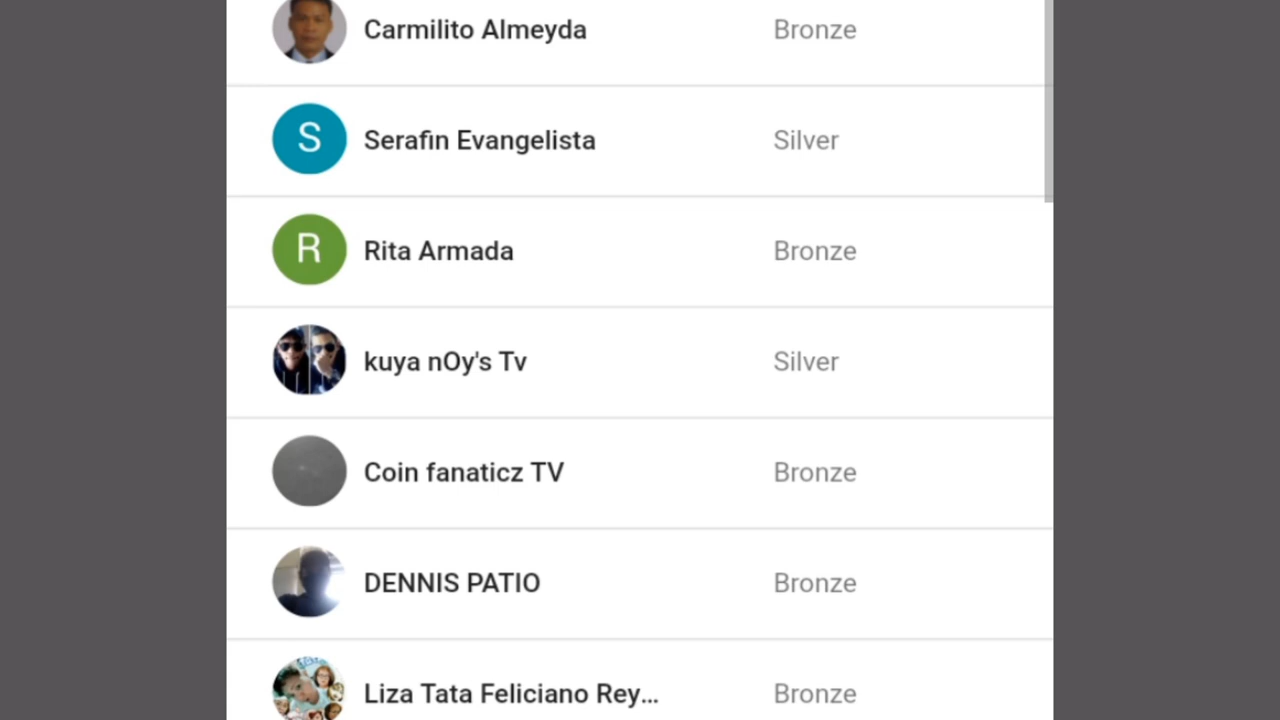 Carmilito Almeyda Bronze
S Serafin Evangelista Silver
R Rita Armada Bronze
kuya nOy's Tv Silver
Coin fanaticz TV Bronze
DENNIS PATIO Bronze
Liza Tata Feliciano Rey... Bronze